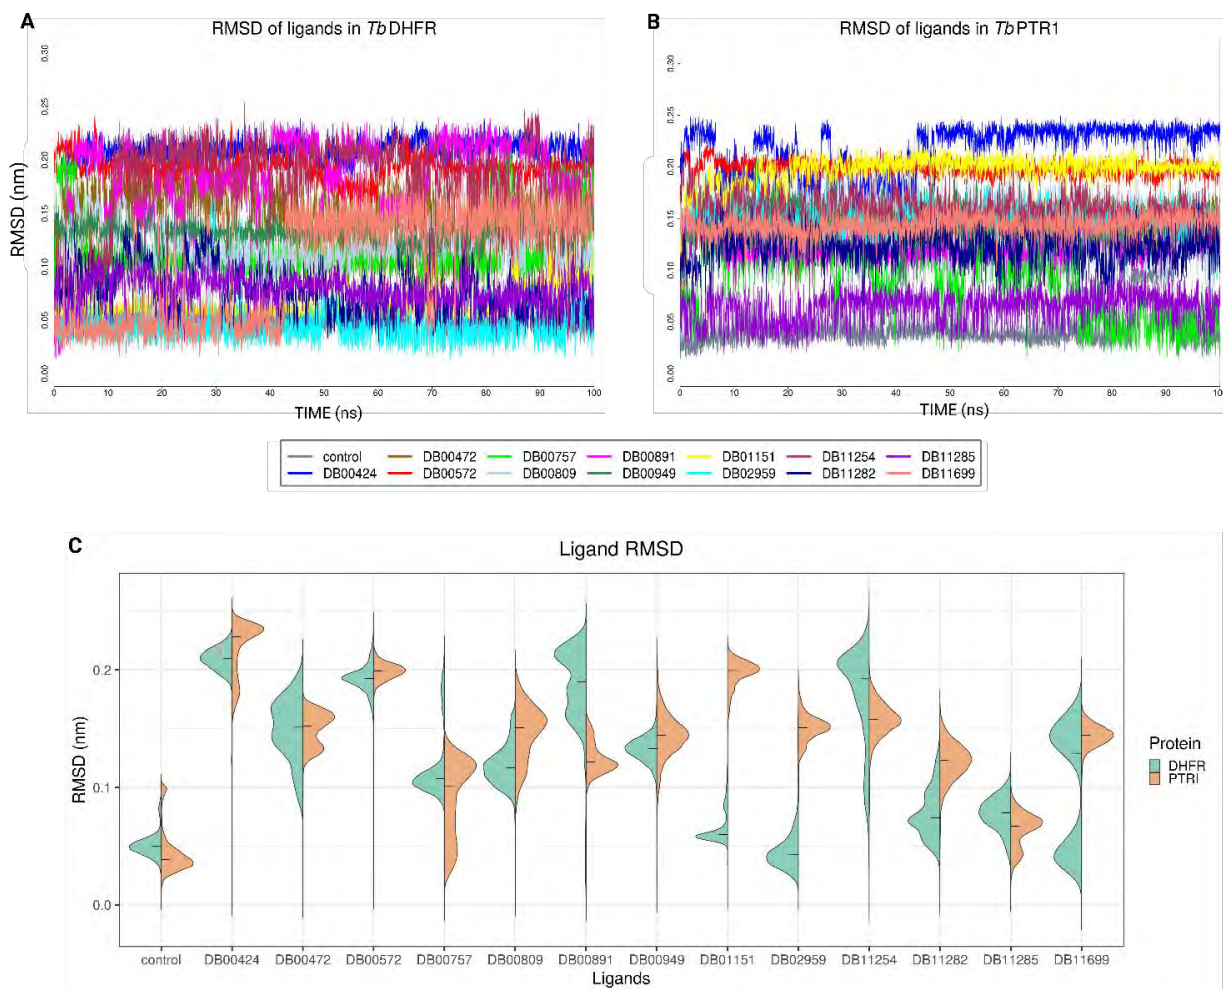 A
RMSD of ligands in TbDHFR
RMSD (nm)
0.30
0.25
0.20
0.15
0.10
0.05
0.00
0 10 20 30 40 50 60 70 80 90 100
TIME (ns)
B
RMSD of ligands in TbPTR1
0.30
0.25
0.20
0.15
0.10
0.05
0.00
0 10 20 30 40 50 60 70 80 90 100
TIME (ns)
control DB00472 DB00757 DB00891 DB01151 DB11254 DB11285
DB00424 DB00572 DB00809 DB00949 DB02959 DB11282 DB11699
C
Ligand RMSD
RMSD (nm)
0.2
0.1
0.0
control DB00424 DB00472 DB00572 DB00757 DB00809 DB00891 DB00949 DB01151 DB02959 DB11254 DB11282 DB11285 DB11699
Ligands
Protein
DHFR
PTRI